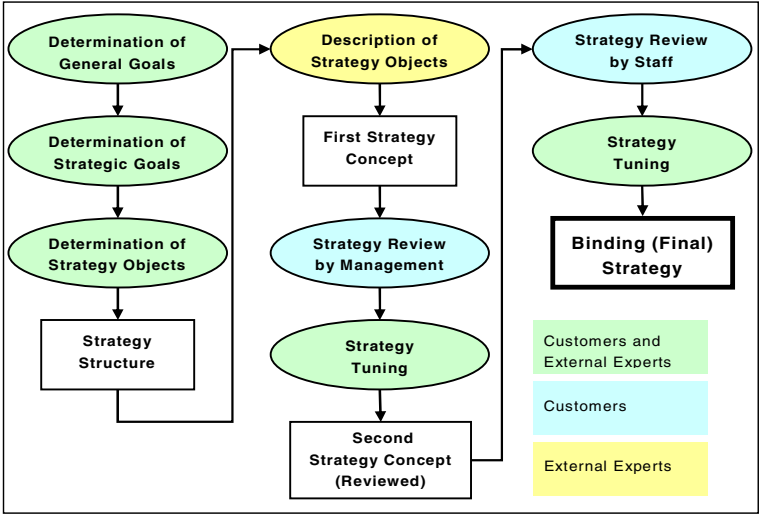 Determination of
General Goals
Determination of
Strategic Goals
Determination of
Strategy Objects
Strategy
Structure
Description of
Strategy Objects
First Strategy
Concept
Strategy Review
by Management
Strategy
Tuning
Second
Strategy Concept
(Reviewed)
Strategy Review
by Staff
Strategy
Tuning
Binding (Final)
Strategy
Customers and
External Experts
Customers
External Experts